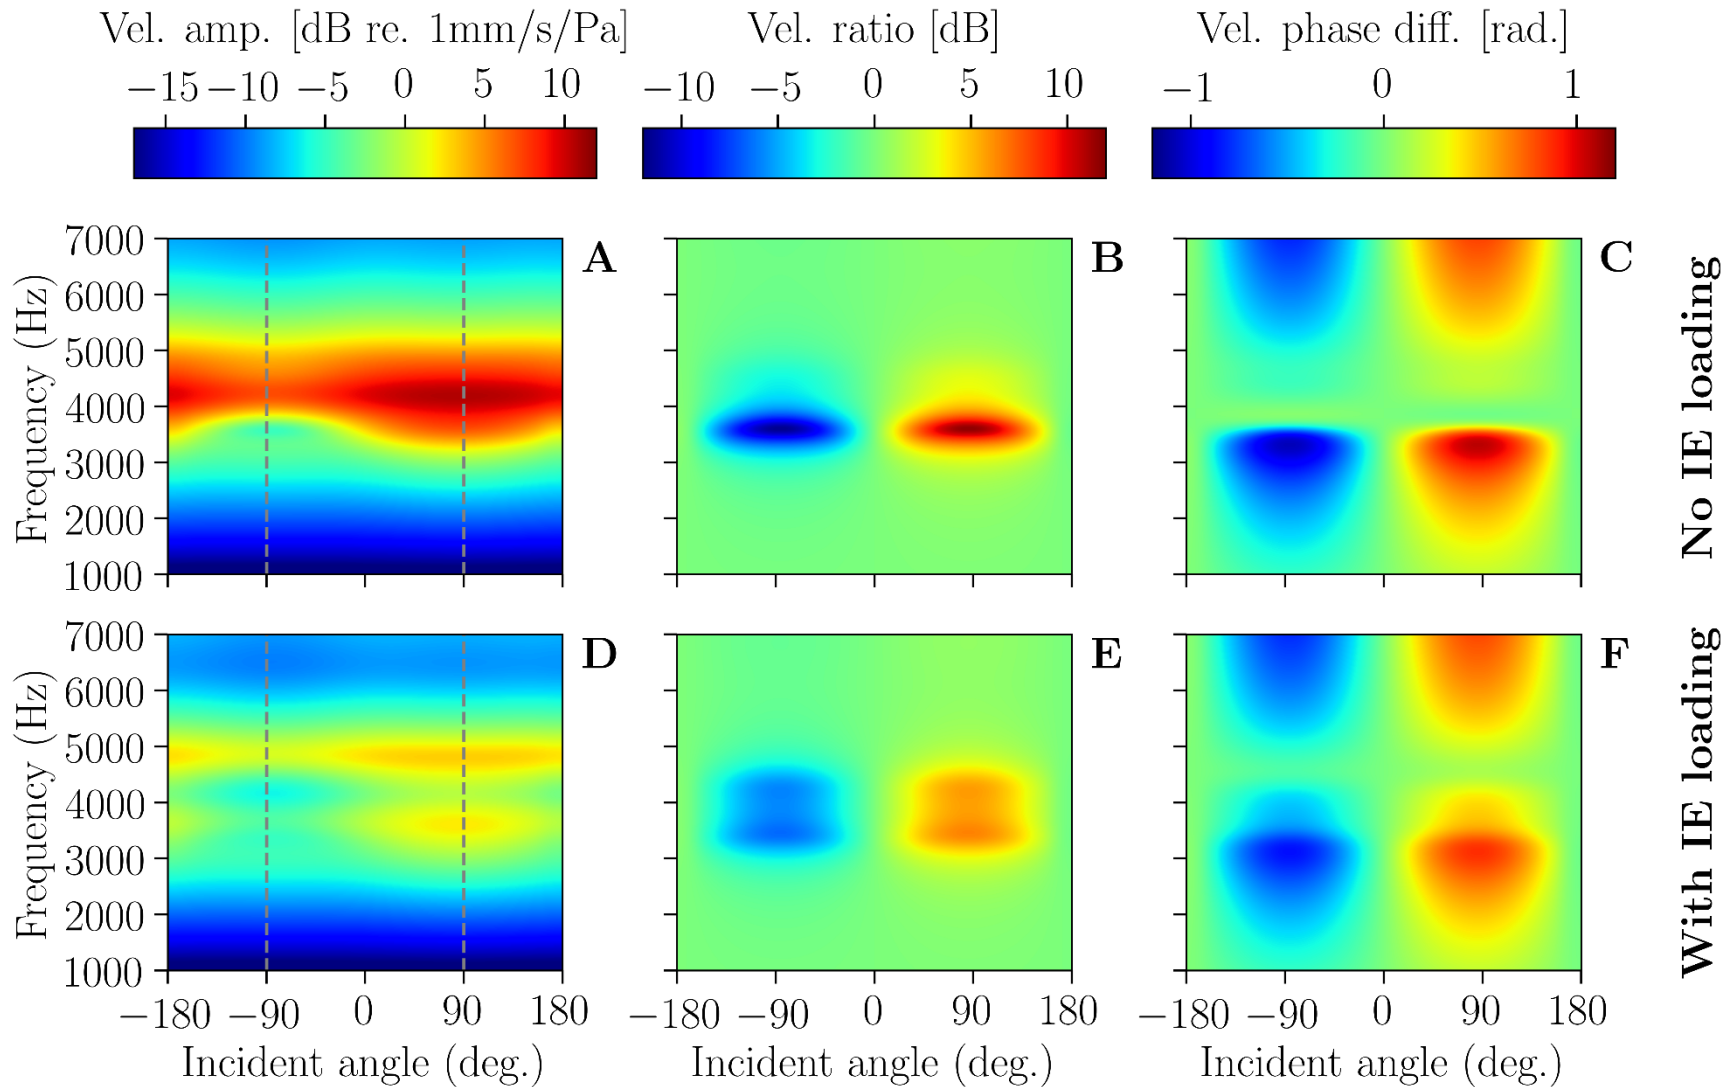 Vel. amp. [dB re. 1mm/s/Pa]
−15 −10 −5 0 5 10
Vel. ratio [dB]
−10 −5 0 5 10
Vel. phase diff. [rad.]
−1 0 1
Frequency (Hz)
7000
6000
5000
4000
3000
2000
1000
A
B
C
No IE loading
Frequency (Hz)
7000
6000
5000
4000
3000
2000
1000
D
E
F
With IE loading
−180 −90 0 90 180
−180 −90 0 90 180
−180 −90 0 90 180
Incident angle (deg.)
Incident angle (deg.)
Incident angle (deg.)